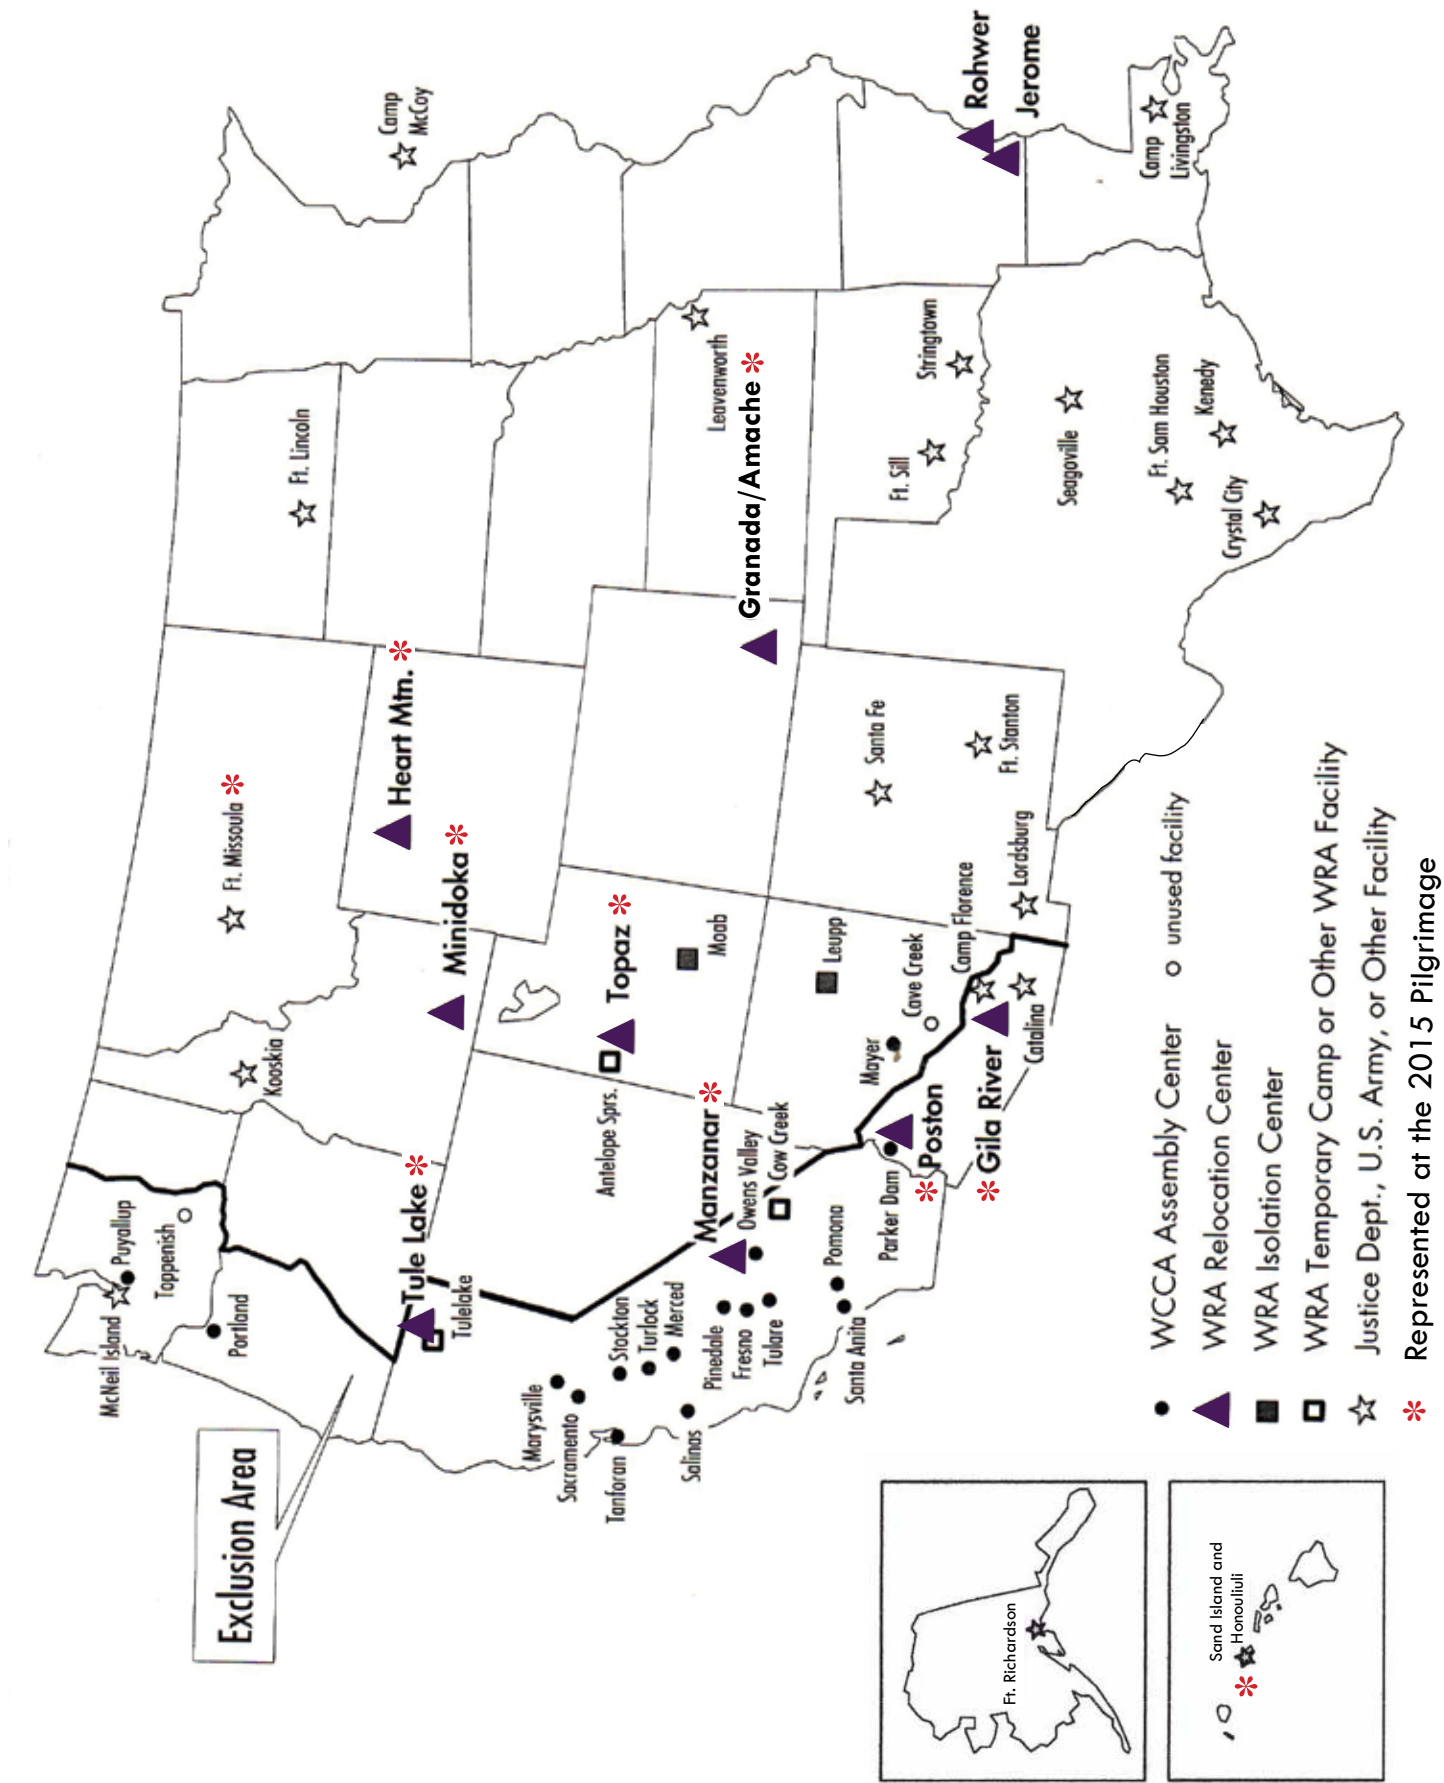 McNeil Island
Puyallup
Toppenish
Portland
Exclusion Area
Kooskia
Ft. Missoula *
Ft. Lincoln
Camp
McCoy
Tule Lake *
Tulelake
Minidoka *
Heart Mtn. *
Marysville
Sacramento
Tanforan
Stockton
Turlock
Merced
Salinas
Pinedale
Fresno
Tulare
Manzanar *
Owens Valley
Cow Creek
Antelope Sprs.
Topaz *
Moab
Granada/Amache *
Leavenworth
Pomona
Santa Anita
Parker Dam
* Poston
* Gila River
Mayer
Cave Creek
Leupp
Camp Florence
Catalina
Lordsburg
Santa Fe
Ft. Stanton
Ft. Sill
Stringtown
Seagoville
Ft. Sam Houston
Kenedy
Crystal City
Rohwer
Jerome
Camp
Livingston
Ft. Richardson
Sand Island and
* Honouliuli
WCCA Assembly Center
unused facility
WRA Relocation Center
WRA Isolation Center
WRA Temporary Camp or Other WRA Facility
Justice Dept., U.S. Army, or Other Facility
* Represented at the 2015 Pilgrimage